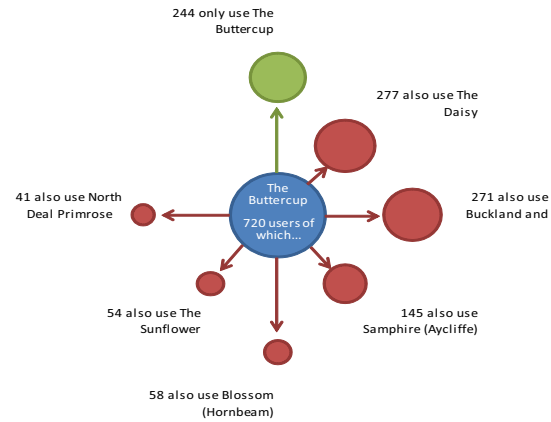 244 only use The
Buttercup
277 also use The
Daisy
The
Buttercup
720 users of
which...
41 also use North
Deal Primrose
271 also use
Buckland and
54 also use The
Sunflower
145 also use
Samphire (Aycliffe)
58 also use Blossom
(Hornbeam)